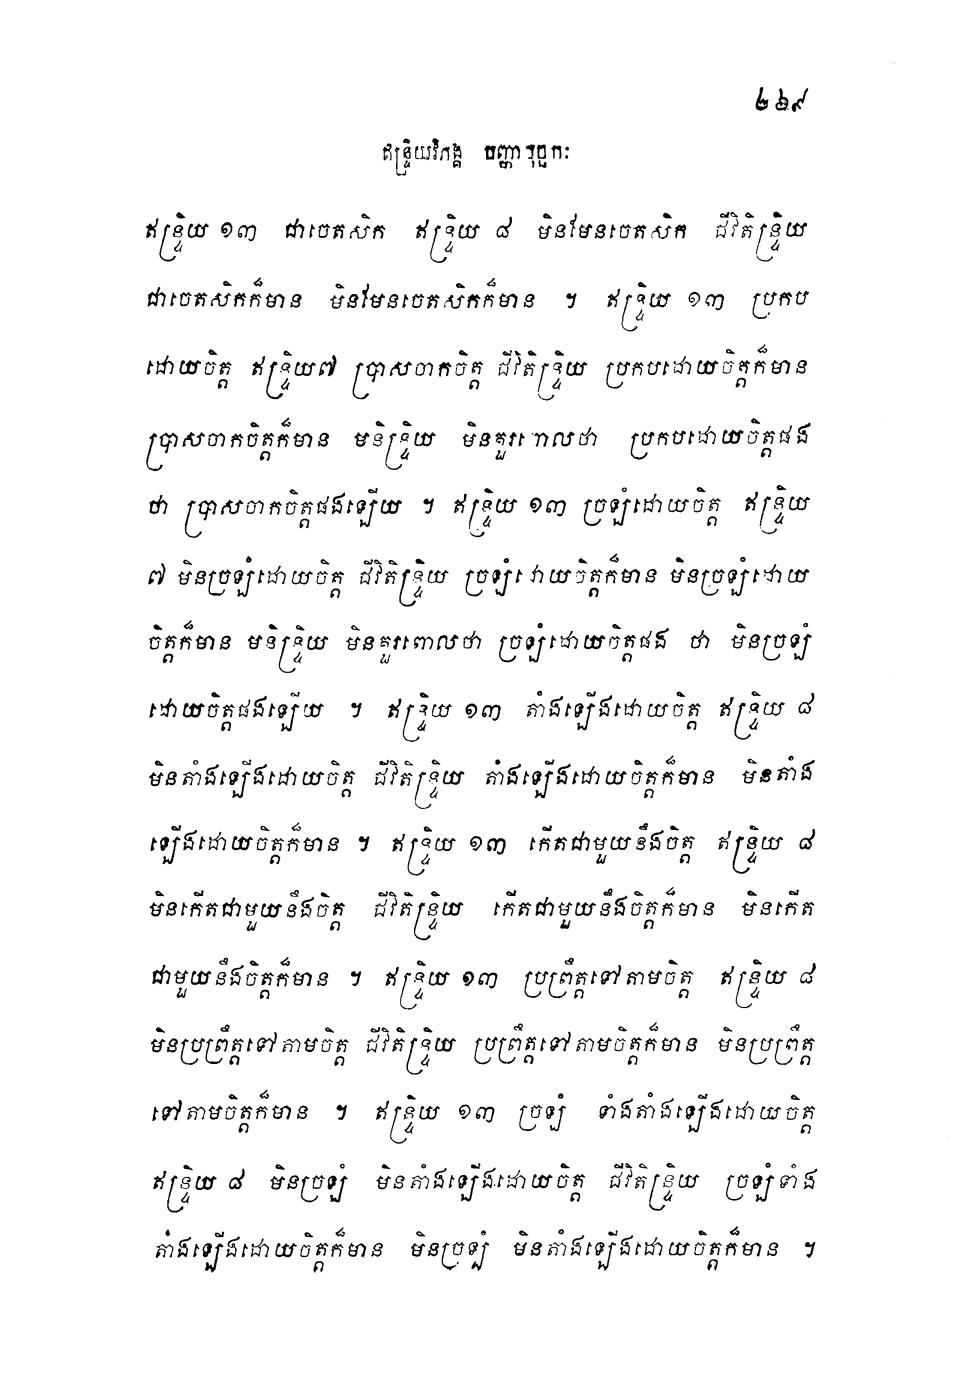 ២៦៩
ឥន្ទ្រិយវិភង្គ បញ្ហាបុច្ឆកៈ
ឥន្ទ្រិយ ១៣ ជាចេតសិក ឥន្ទ្រិយ ៨ មិនមែនចេតសិក ជីវិតិន្ទ្រិយ
ជាចេតសិកក៏មាន មិនមែនចេតសិកក៏មាន ។ ឥន្ទ្រិយ ១៣ ប្រកប
ដោយចិត្ត ឥន្ទ្រិយ៧ ប្រាសចាកចិត្ត ជីវិតិន្ទ្រិយ ប្រកបដោយចិត្តក៏មាន
ប្រាសចាកចិត្តក៏មាន មនិន្ទ្រិយ មិនគួរពោលថា ប្រកបដោយចិត្តផង
ថា ប្រាសចាកចិត្តផងឡើយ ។ ឥន្ទ្រិយ ១៣ ច្រឡំដោយចិត្ត ឥន្ទ្រិយ
៧ មិនច្រឡំដោយចិត្ត ជីវិតិន្ទ្រិយ ច្រឡំដោយចិត្តក៏មាន មិនច្រឡំដោយ
ចិត្តក៏មាន មនិន្ទ្រិយ មិនគួរពោលថា ច្រឡំដោយចិត្តផង ថា មិនច្រឡំ
ដោយចិត្តផងឡើយ ។ ឥន្ទ្រិយ ១៣ តាំងឡើងដោយចិត្ត ឥន្ទ្រិយ ៨
មិនតាំងឡើងដោយចិត្ត ជីវិតិន្ទ្រិយ តាំងឡើងដោយចិត្តក៏មាន មិនតាំង
ឡើងដោយចិត្តក៏មាន ។ ឥន្ទ្រិយ ១៣ កើតជាមួយនឹងចិត្ត ឥន្ទ្រិយ ៨
មិនកើតជាមួយនឹងចិត្ត ជីវិតិន្ទ្រិយ កើតជាមួយនឹងចិត្តក៏មាន មិនកើត
ជាមួយនឹងចិត្តក៏មាន ។ ឥន្ទ្រិយ ១៣ ប្រព្រឹត្តទៅតាមចិត្ត ឥន្ទ្រិយ ៨
មិនប្រព្រឹត្តទៅតាមចិត្ត ជីវិតិន្ទ្រិយ ប្រព្រឹត្តទៅតាមចិត្តក៏មាន មិនប្រព្រឹត្ត
ទៅតាមចិត្តក៏មាន ។ ឥន្ទ្រិយ ១៣ ច្រឡំ ទាំងតាំងឡើងដោយចិត្ត
ឥន្ទ្រិយ ៨ មិនច្រឡំ មិនតាំងឡើងដោយចិត្ត ជីវិតិន្ទ្រិយ ច្រឡំទាំង
តាំងឡើងដោយចិត្តក៏មាន មិនច្រឡំ មិនតាំងឡើងដោយចិត្តក៏មាន ។